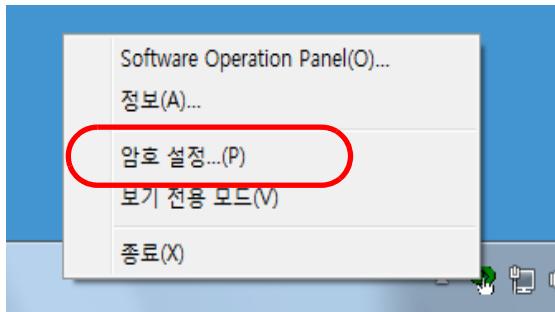 Software Operation Panel(O)...
정보(A)...
암호 설정...(P)
보기 전용 모드(V)
종료(X)